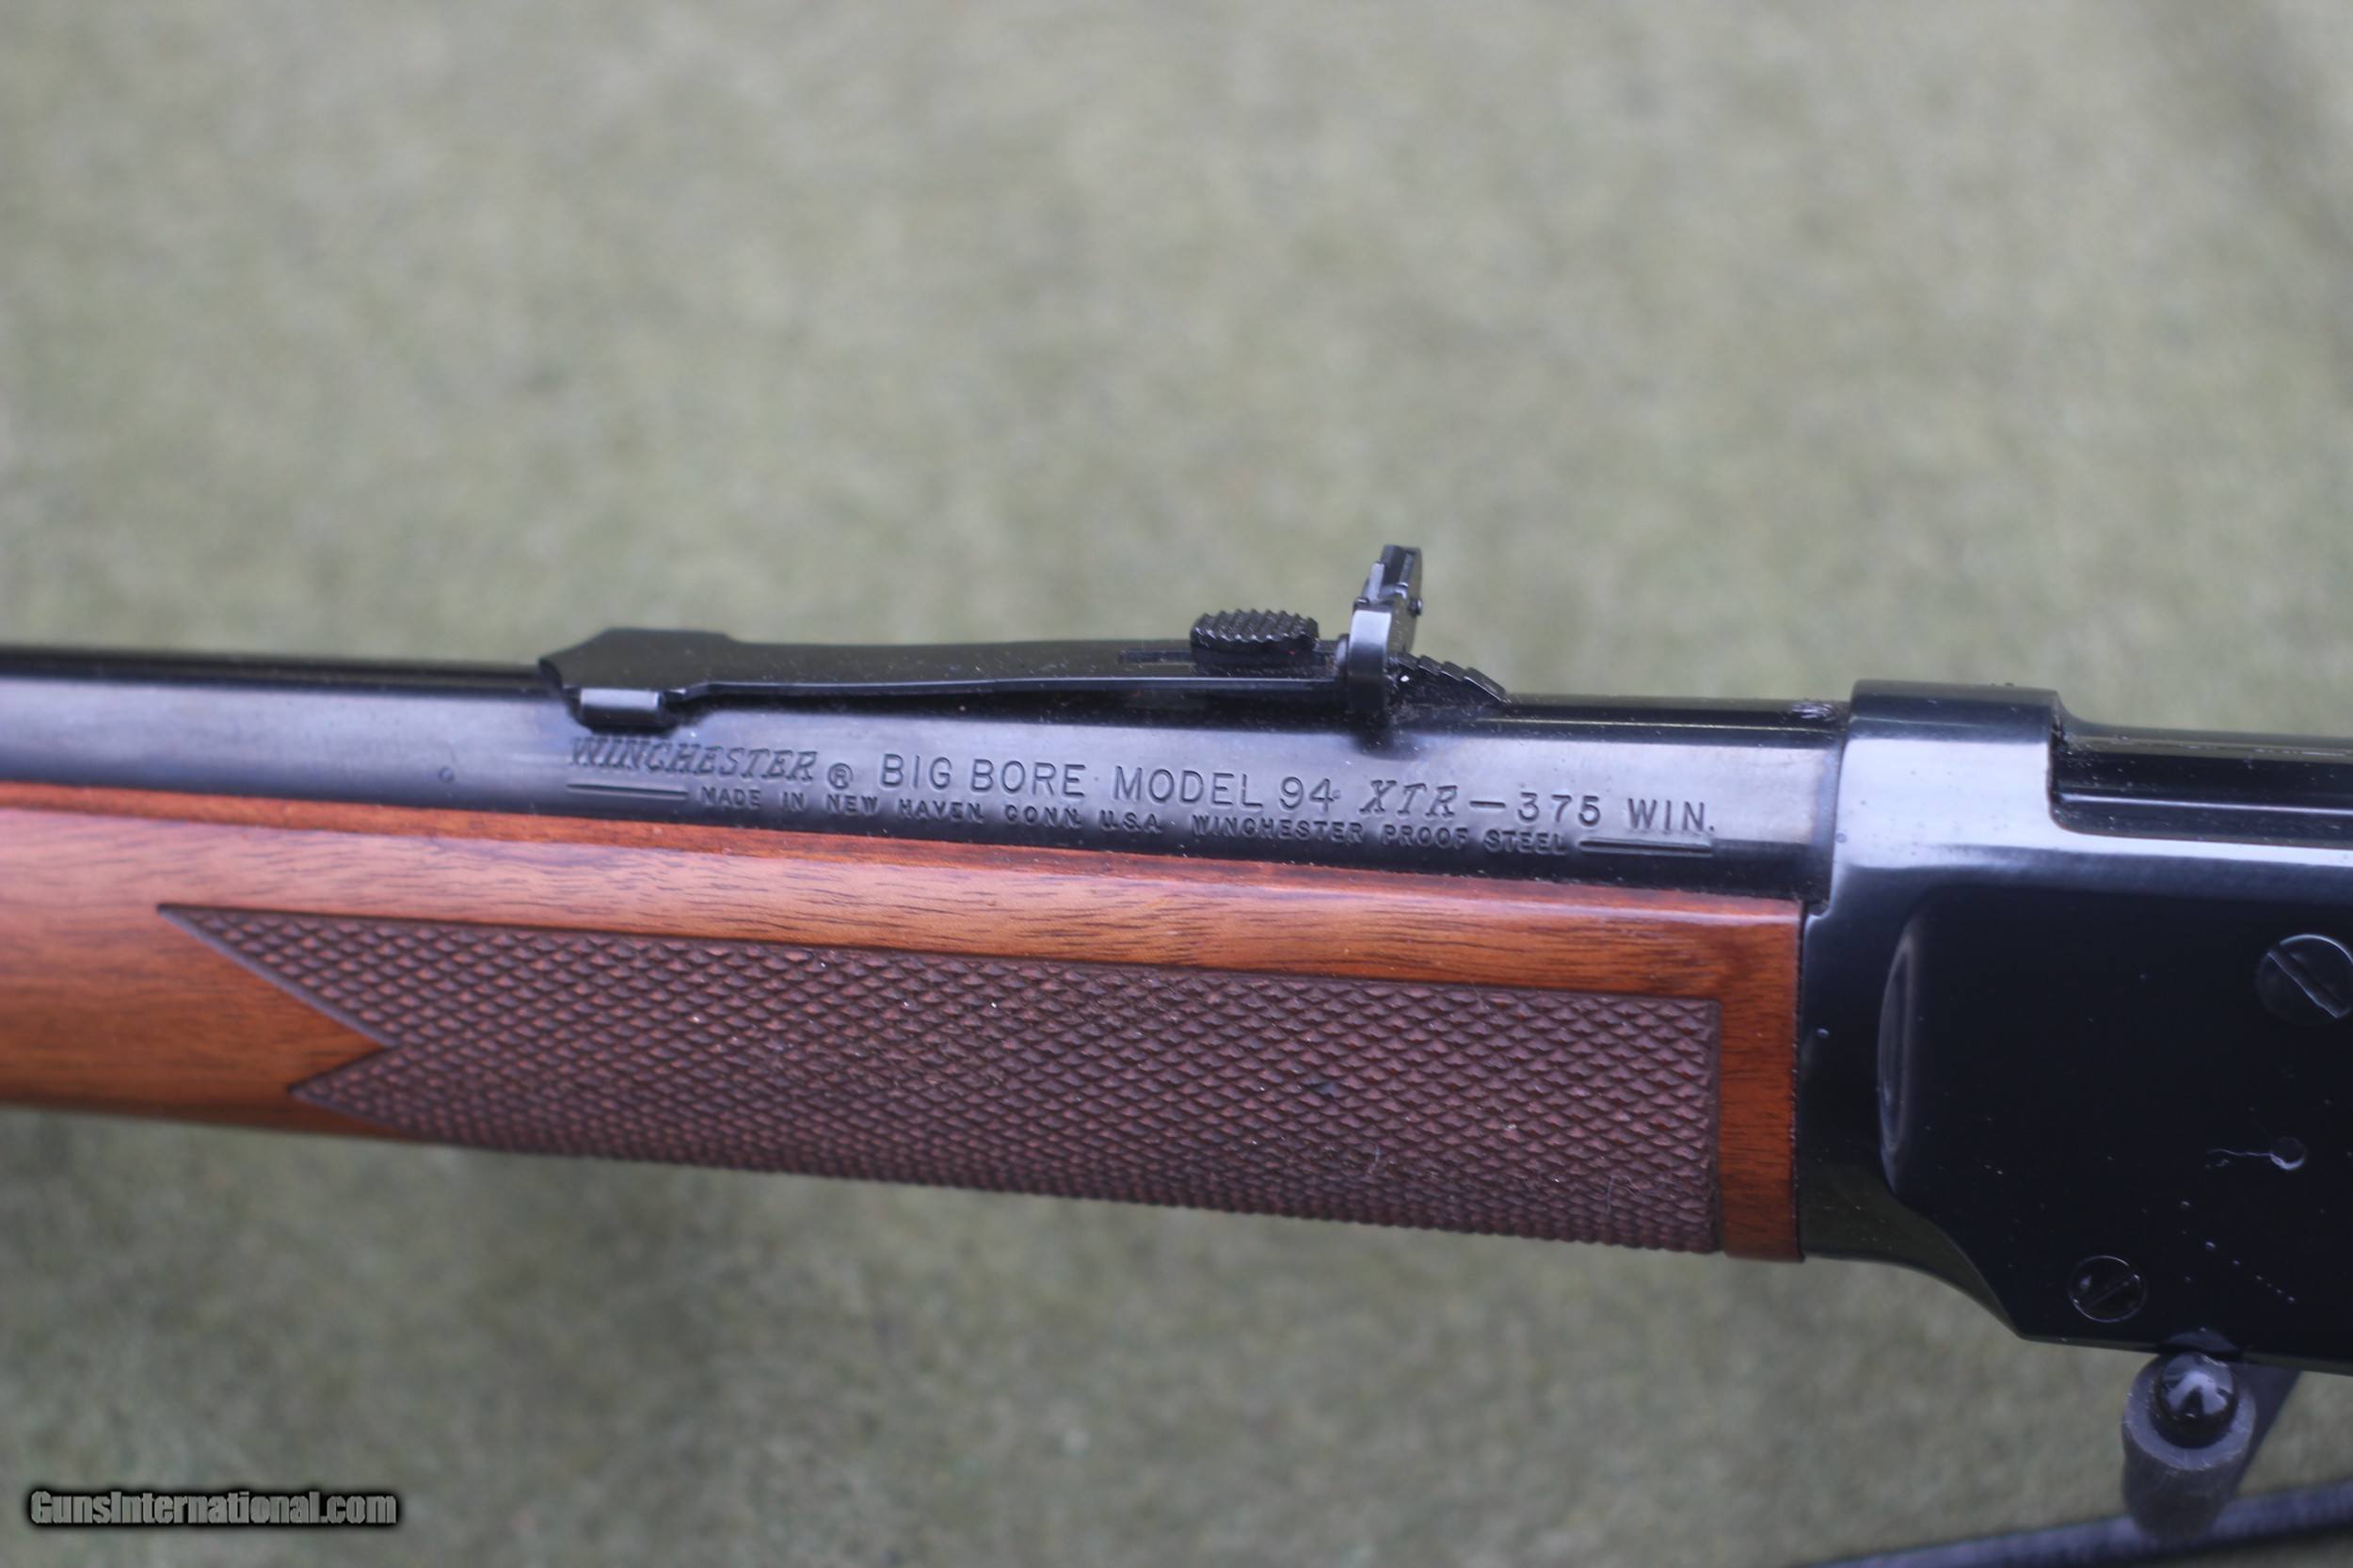 WINCHESTER ® BIG BORE MODEL 94 XTR — 375 WIN.
MADE IN NEW HAVEN, CONN. U.S.A. WINCHESTER PROOF STEEL
GunsInternational.com